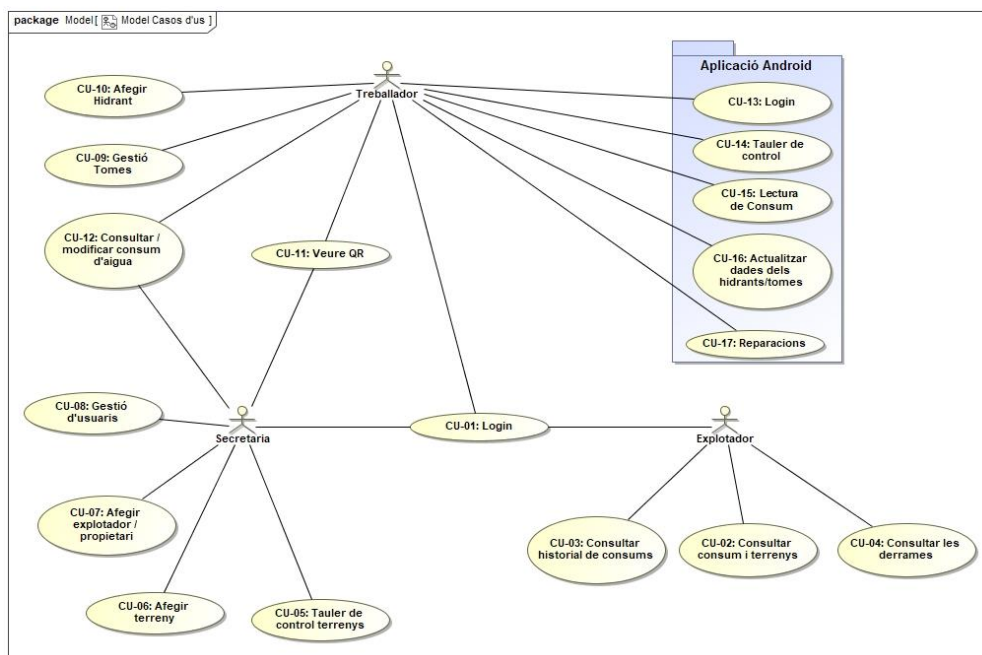 package Model [ Model Casos d'us ]
Treballador
CU-10: Afegir
Hidrant
CU-09: Gestió
Tomes
CU-12: Consultar /
modificar consum
d'aigua
CU-11: Veure QR
Aplicació Android
CU-13: Login
CU-14: Tauler de
control
CU-15: Lectura
de Consum
CU-16: Actualitzar
dades dels
hidrants/tomes
CU-17: Reparacions
CU-08: Gestió
d'usuaris
Secretaria
CU-01: Login
Explotador
CU-07: Afegir
explotador /
propietari
CU-06: Afegir
terreny
CU-05: Tauler de
control terrenys
CU-03: Consultar
historial de consums
CU-02: Consultar
consum i terrenys
CU-04: Consultar les
derrames